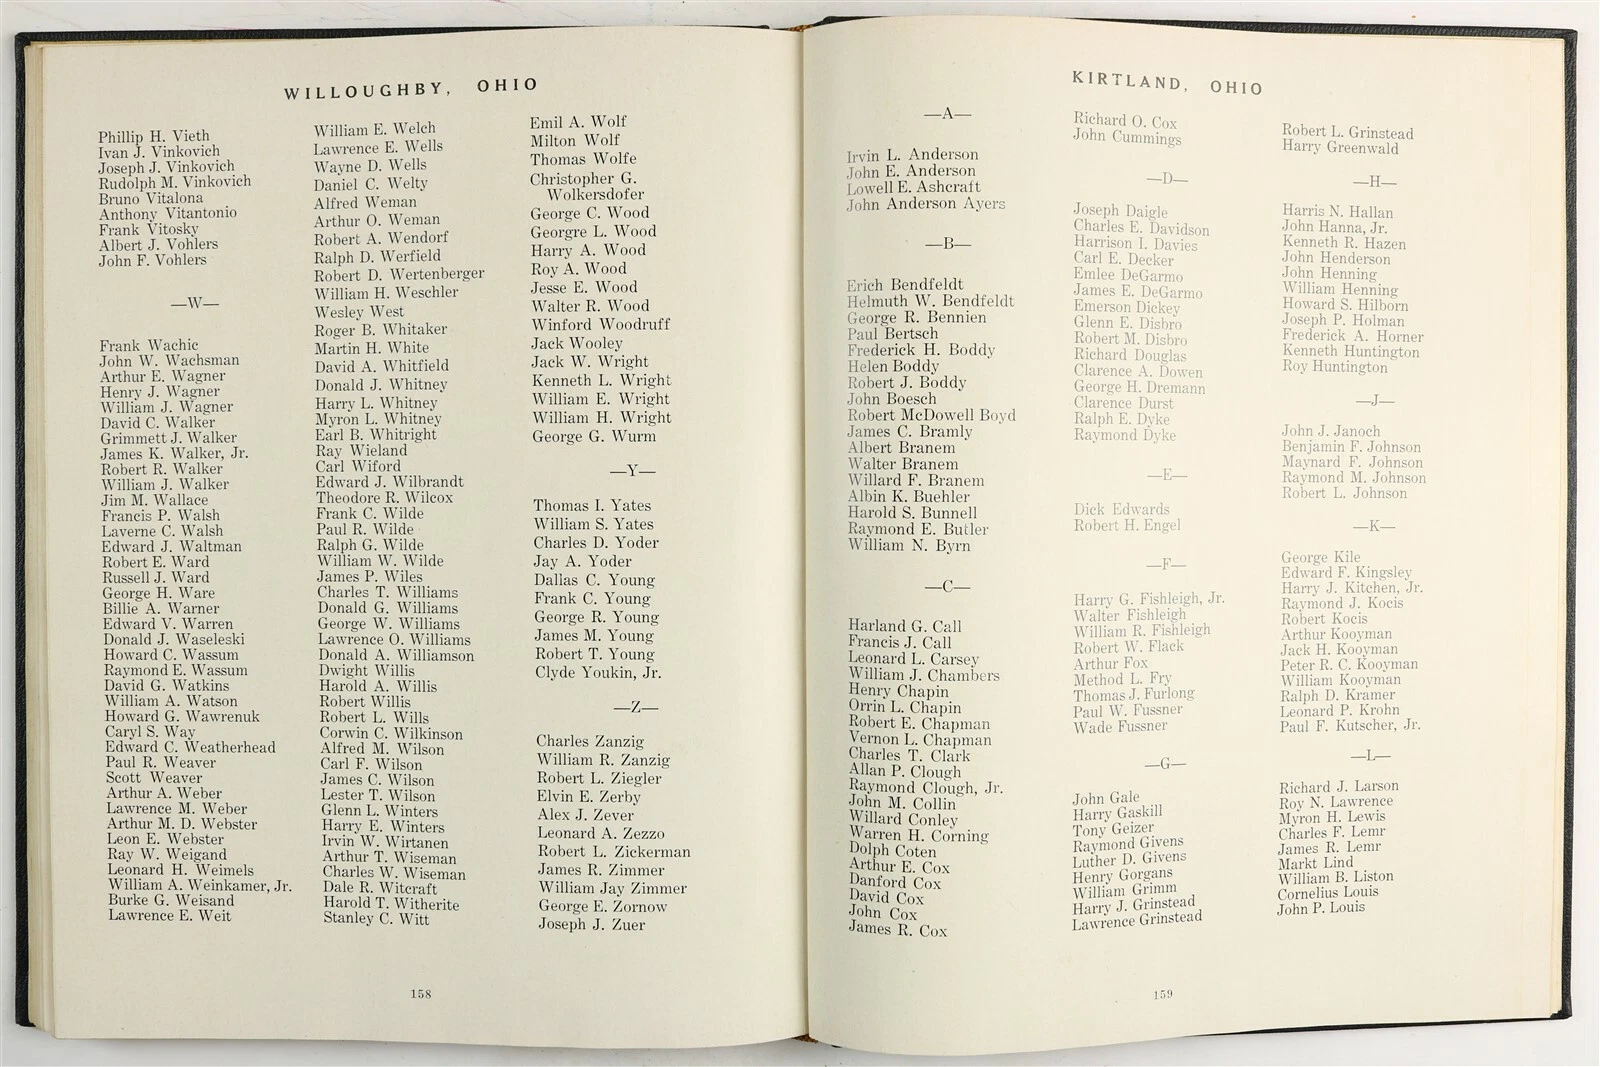 WILLOUGHBY, OHIO
Phillip H. Vieth
Ivan J. Vinkovich
Joseph J. Vinkovich
Rudolph M. Vinkovich
Bruno Vitalona
Anthony Vitantonio
Frank Vitosky
Albert J. Vohlers
John F. Vohlers
—W—
Frank Wachic
John W. Wachsman
Arthur E. Wagner
Henry J. Wagner
William J. Wagner
David C. Walker
Grimmett J. Walker
James K. Walker, Jr.
Robert R. Walker
William J. Walker
Jim M. Wallace
Francis P. Walsh
Laverne C. Walsh
Edward J. Waltman
Robert E. Ward
Russell J. Ward
George H. Ware
Billie A. Warner
Edward V. Warren
Donald J. Waseleski
Howard C. Wassum
Raymond E. Wassum
David G. Watkins
William A. Watson
Howard G. Wawrenuk
Caryl S. Way
Edward C. Weatherhead
Paul R. Weaver
Scott Weaver
Arthur A. Weber
Lawrence M. Weber
Arthur M. D. Webster
Leon E. Webster
Ray W. Weigand
Leonard H. Weimels
William A. Weinkamer, Jr.
Burke G. Weisand
Lawrence E. Weit
William E. Welch
Lawrence E. Wells
Wayne D. Wells
Daniel C. Welty
Alfred Weman
Arthur O. Weman
Robert A. Wendorf
Ralph D. Werfield
Robert D. Wertenberger
William H. Weschler
Wesley West
Roger B. Whitaker
Martin H. White
David A. Whitfield
Donald J. Whitney
Harry L. Whitney
Myron L. Whitney
Earl B. Whitright
Ray Wieland
Carl Wiford
Edward J. Wilbrandt
Theodore R. Wilcox
Frank C. Wilde
Paul R. Wilde
Ralph G. Wilde
William W. Wilde
James P. Wiles
Charles T. Williams
Donald G. Williams
George W. Williams
Lawrence O. Williams
Donald A. Williamson
Dwight Willis
Harold A. Willis
Robert Willis
Robert L. Wills
Corwin C. Wilkinson
Alfred M. Wilson
Carl F. Wilson
James C. Wilson
Lester T. Wilson
Glenn L. Winters
Harry E. Winters
Irvin W. Wirtanen
Arthur T. Wiseman
Charles W. Wiseman
Dale R. Witcraft
Harold T. Witherite
Stanley C. Witt
Emil A. Wolf
Milton Wolf
Thomas Wolfe
Christopher G.
Wolkersdofer
George C. Wood
Georgre L. Wood
Harry A. Wood
Roy A. Wood
Jesse E. Wood
Walter R. Wood
Winford Woodruff
Jack Wooley
Jack W. Wright
Kenneth L. Wright
William E. Wright
William H. Wright
George G. Wurm
—Y—
Thomas I. Yates
William S. Yates
Charles D. Yoder
Jay A. Yoder
Dallas C. Young
Frank C. Young
George R. Young
James M. Young
Robert T. Young
Clyde Youkin, Jr.
—Z—
Charles Zanzig
William R. Zanzig
Robert L. Ziegler
Elvin E. Zerby
Alex J. Zever
Leonard A. Zezzo
Robert L. Zickerman
James R. Zimmer
William Jay Zimmer
George E. Zornow
Joseph J. Zuer
158
KIRTLAND, OHIO
—A—
Irvin L. Anderson
John E. Anderson
Lowell E. Ashcraft
John Anderson Ayers
—B—
Erich Bendfeldt
Helmuth W. Bendfeldt
George R. Bennien
Paul Bertsch
Frederick H. Boddy
Helen Boddy
Robert J. Boddy
John Boesch
Robert McDowell Boyd
James C. Bramly
Albert Branem
Walter Branem
Willard F. Branem
Albin K. Buehler
Harold S. Bunnell
Raymond E. Butler
William N. Byrn
—C—
Harland G. Call
Francis J. Call
Leonard L. Carsey
William J. Chambers
Henry Chapin
Orrin L. Chapin
Robert E. Chapman
Vernon L. Chapman
Charles T. Clark
Allan P. Clough
Raymond Clough, Jr.
John M. Collin
Willard Conley
Warren H. Corning
Dolph Coten
Arthur E. Cox
Danford Cox
David Cox
John Cox
James R. Cox
Richard O. Cox
John Cummings
—D—
Joseph Daigle
Charles E. Davidson
Harrison I. Davies
Carl E. Decker
Emlee DeGarmo
James E. DeGarmo
Emerson Dickey
Glenn E. Disbro
Robert M. Disbro
Richard Douglas
Clarence A. Dowen
George H. Dremann
Clarence Durst
Ralph E. Dyke
Raymond Dyke
—E—
Dick Edwards
Robert H. Engel
—F—
Harry G. Fishleigh, Jr.
Walter Fishleigh
William R. Fishleigh
Robert W. Flack
Arthur Fox
Method L. Fry
Thomas J. Furlong
Paul W. Fussner
Wade Fussner
—G—
John Gale
Harry Gaskill
Tony Geizer
Raymond Givens
Luther D. Givens
Henry Gorgans
William Grimm
Harry J. Grinstead
Lawrence Grinstead
Robert L. Grinstead
Harry Greenwald
—H—
Harris N. Hallan
John Hanna, Jr.
Kenneth R. Hazen
John Henderson
John Henning
William Henning
Howard S. Hilborn
Joseph P. Holman
Frederick A. Horner
Kenneth Huntington
Roy Huntington
—J—
John J. Janoch
Benjamin F. Johnson
Maynard F. Johnson
Raymond M. Johnson
Robert L. Johnson
—K—
George Kile
Edward F. Kingsley
Harry J. Kitchen, Jr.
Raymond J. Kocis
Robert Kocis
Arthur Kooyman
Jack H. Kooyman
Peter R. C. Kooyman
William Kooyman
Ralph D. Kramer
Leonard P. Krohn
Paul F. Kutscher, Jr.
—L—
Richard J. Larson
Roy N. Lawrence
Myron H. Lewis
Charles F. Lemr
James R. Lemr
Markt Lind
William B. Liston
Cornelius Louis
John P. Louis
159